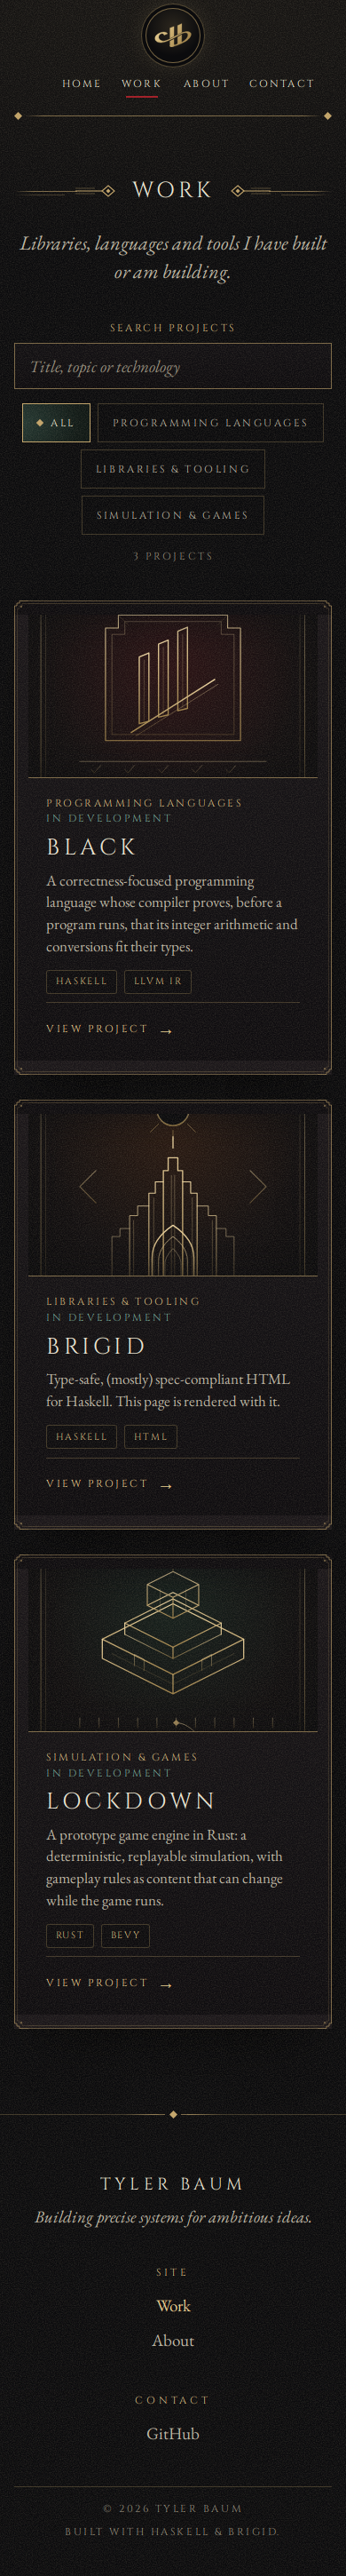 HOME WORK ABOUT CONTACT
WORK
Libraries, languages and tools I have built
or am building.
SEARCH PROJECTS
Title, topic or technology
ALL PROGRAMMING LANGUAGES
LIBRARIES & TOOLING
SIMULATION & GAMES
3 PROJECTS
PROGRAMMING LANGUAGES
IN DEVELOPMENT
BLACK
A correctness-focused programming
language whose compiler proves, before a
program runs, that its integer arithmetic and
conversions fit their types.
HASKELL LLVM IR
VIEW PROJECT →
LIBRARIES & TOOLING
IN DEVELOPMENT
BRIGID
Type-safe, (mostly) spec-compliant HTML
for Haskell. This page is rendered with it.
HASKELL HTML
VIEW PROJECT →
SIMULATION & GAMES
IN DEVELOPMENT
LOCKDOWN
A prototype game engine in Rust: a
deterministic, replayable simulation, with
gameplay rules as content that can change
while the game runs.
RUST BEVY
VIEW PROJECT →
TYLER BAUM
Building precise systems for ambitious ideas.
SITE
Work
About
CONTACT
GitHub
© 2026 TYLER BAUM
BUILT WITH HASKELL & BRIGID.